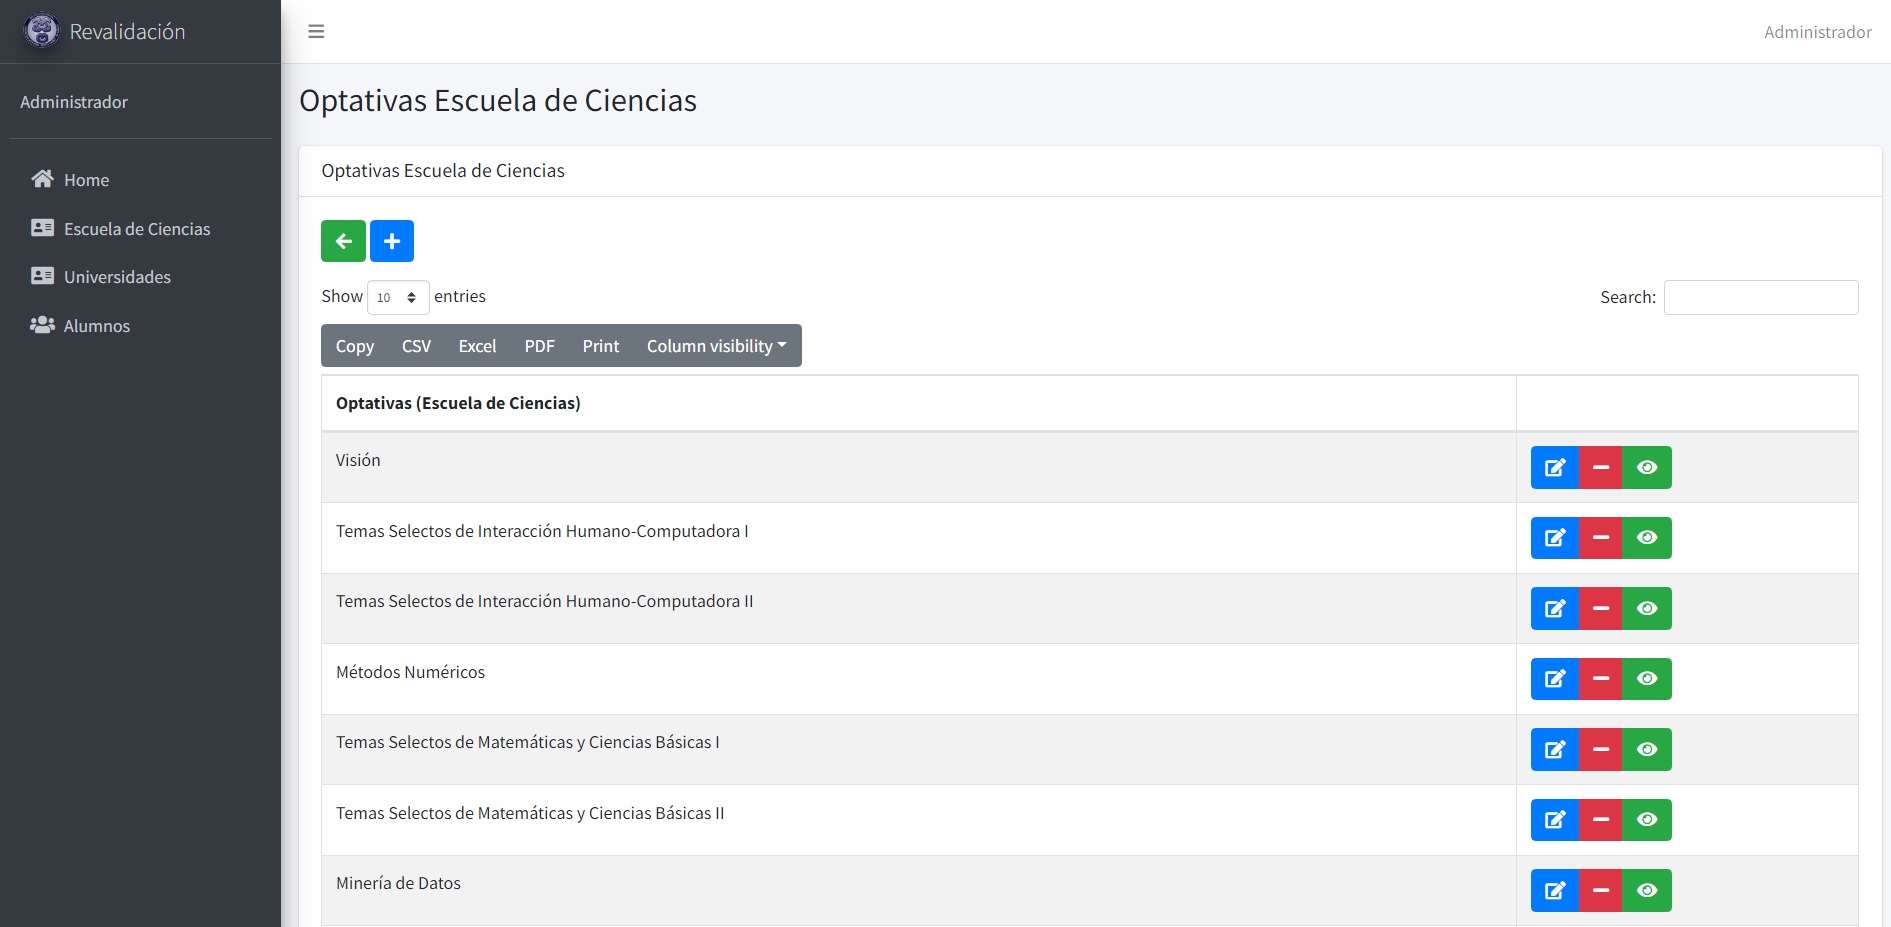 Revalidación
Administrador
Administrador
Home
Escuela de Ciencias
Universidades
Alumnos
Optativas Escuela de Ciencias
Optativas Escuela de Ciencias
Show 10 entries
Search:
Copy CSV Excel PDF Print Column visibility
Optativas (Escuela de Ciencias)
Visión
Temas Selectos de Interacción Humano-Computadora I
Temas Selectos de Interacción Humano-Computadora II
Métodos Numéricos
Temas Selectos de Matemáticas y Ciencias Básicas I
Temas Selectos de Matemáticas y Ciencias Básicas II
Minería de Datos